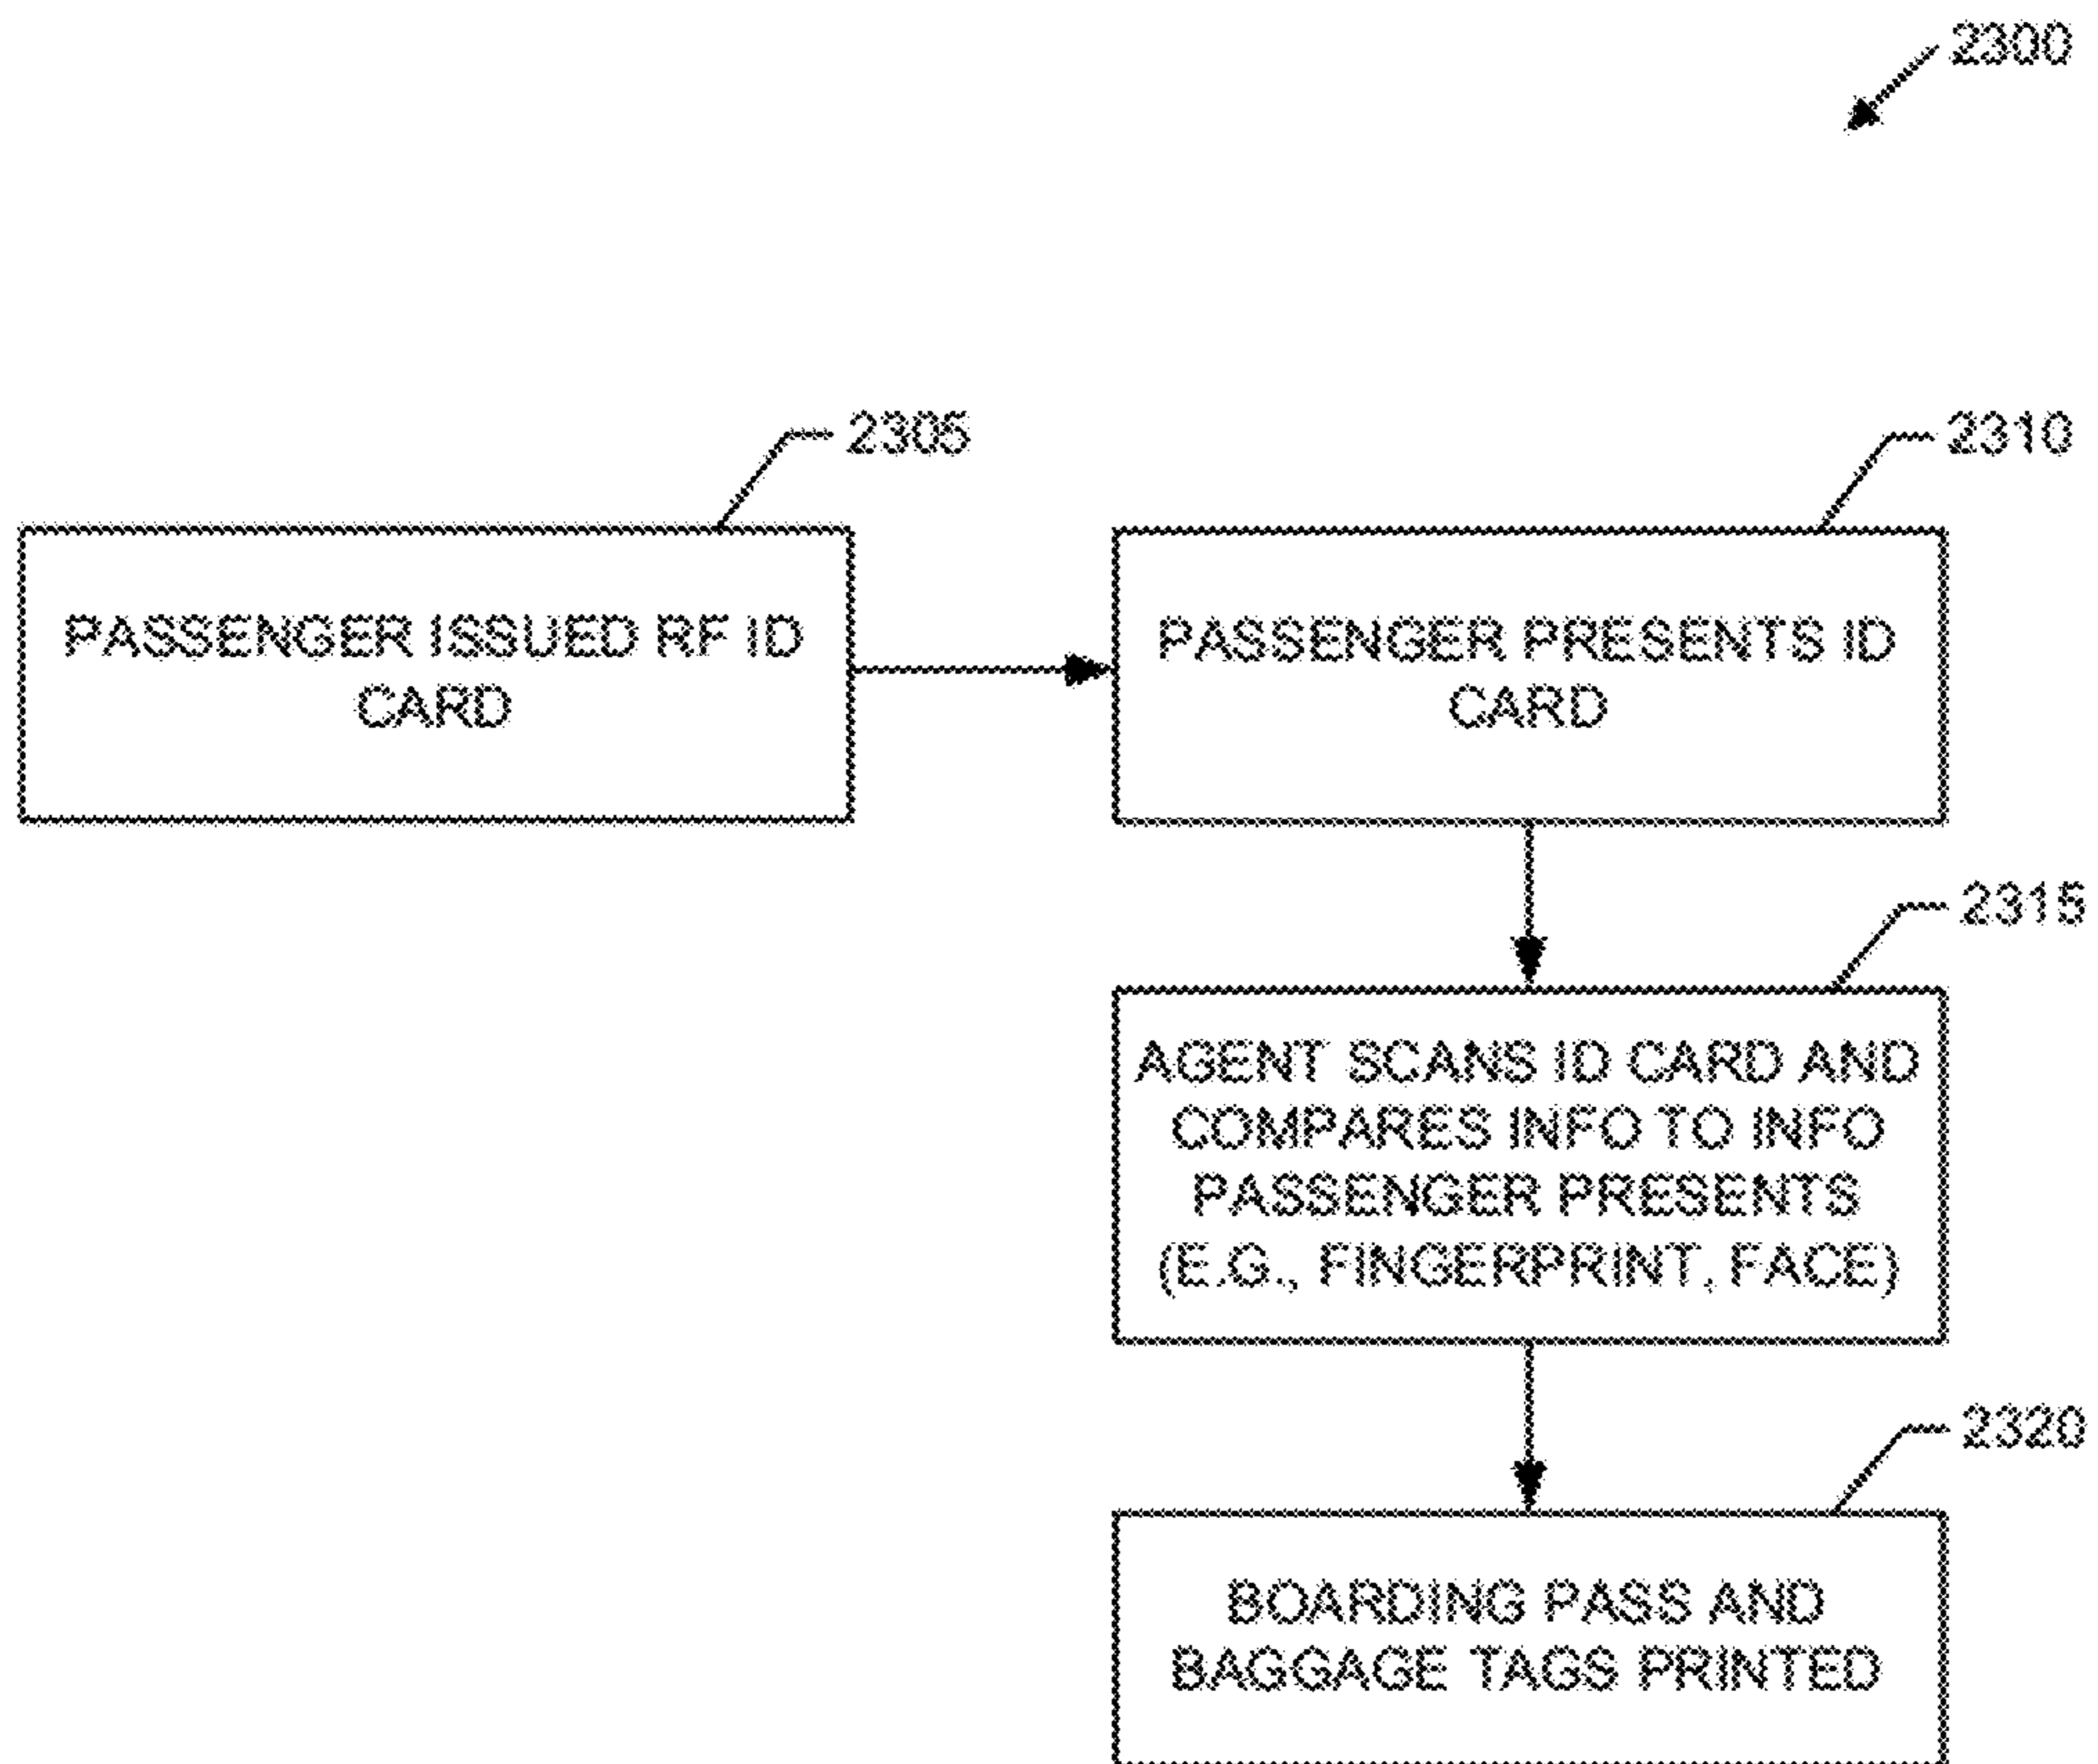 2300
2305
2310
PASSENGER ISSUED RF ID
CARD
PASSENGER PRESENTS ID
CARD
2315
AGENT SCANS ID CARD AND
COMPARES INFO TO INFO
PASSENGER PRESENTS
(E.G., FINGERPRINT, FACE)
2320
BOARDING PASS AND
BAGGAGE TAGS PRINTED